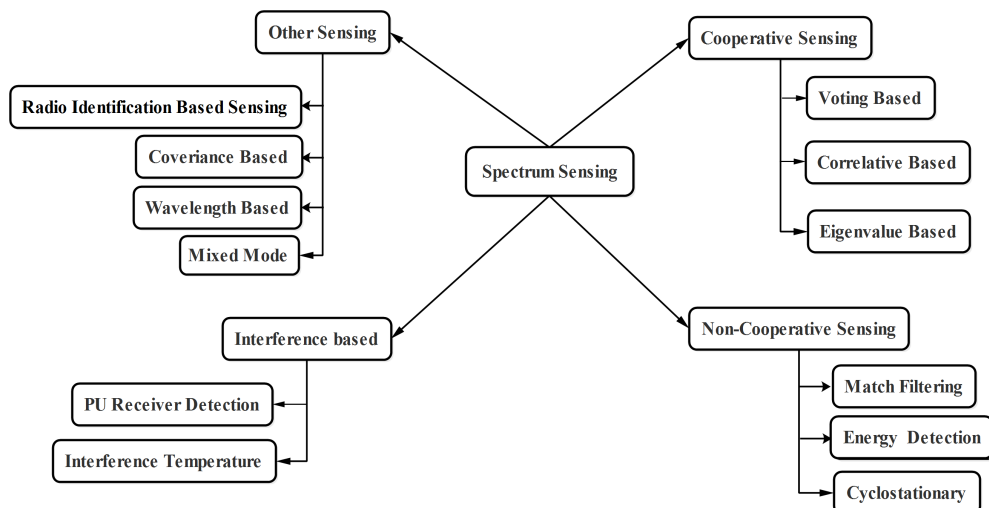 Other Sensing
Radio Identification Based Sensing
Coveriance Based
Wavelength Based
Mixed Mode
Cooperative Sensing
Voting Based
Correlative Based
Eigenvalue Based
Spectrum Sensing
Interference based
PU Receiver Detection
Interference Temperature
Non-Cooperative Sensing
Match Filtering
Energy Detection
Cyclostationary